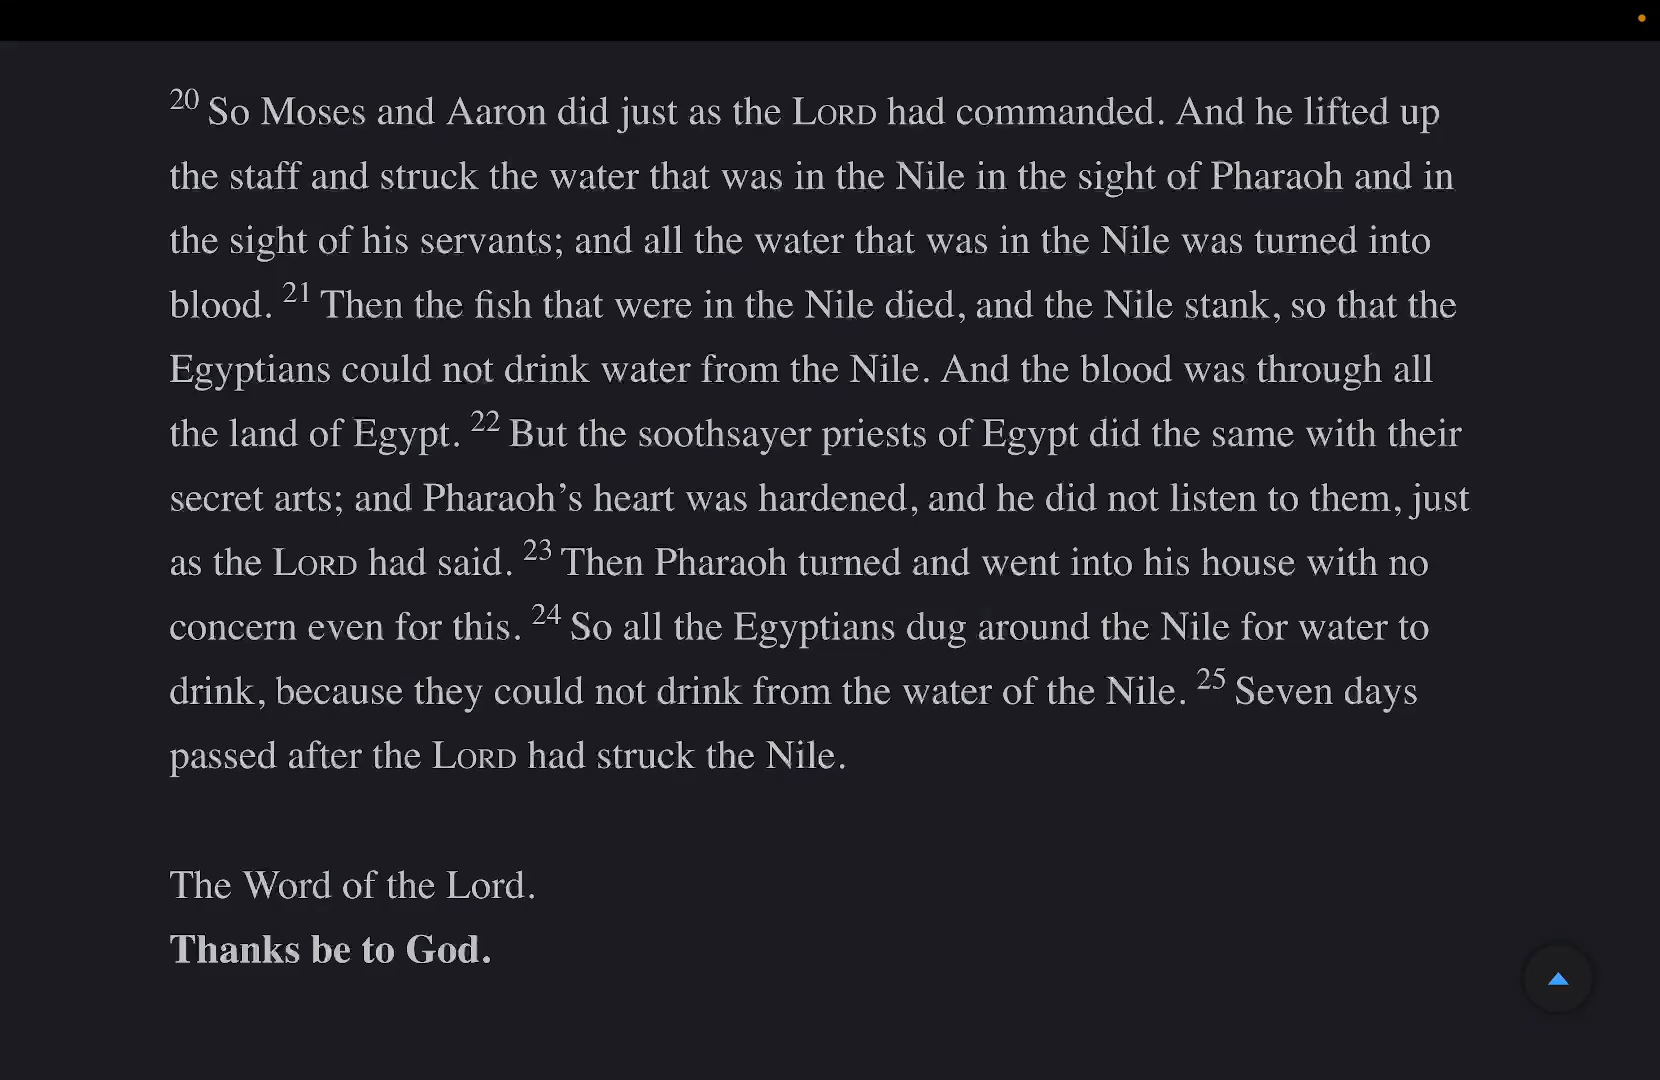 20 So Moses and Aaron did just as the LORD had commanded. And he lifted up
the staff and struck the water that was in the Nile in the sight of Pharaoh and in
the sight of his servants; and all the water that was in the Nile was turned into
blood. 21 Then the fish that were in the Nile died, and the Nile stank, so that the
Egyptians could not drink water from the Nile. And the blood was through all
the land of Egypt. 22 But the soothsayer priests of Egypt did the same with their
secret arts; and Pharaoh’s heart was hardened, and he did not listen to them, just
as the LORD had said. 23 Then Pharaoh turned and went into his house with no
concern even for this. 24 So all the Egyptians dug around the Nile for water to
drink, because they could not drink from the water of the Nile. 25 Seven days
passed after the LORD had struck the Nile.
The Word of the Lord.
Thanks be to God.